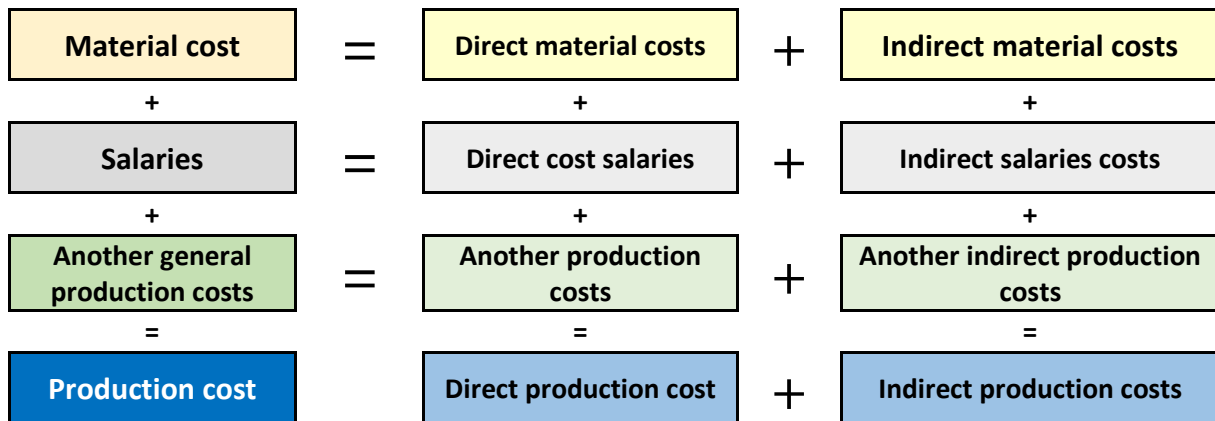 Material cost = Direct material costs + Indirect material costs
+ + +
Salaries = Direct cost salaries + Indirect salaries costs
+ + +
Another general production costs = Another production costs + Another indirect production costs
= = =
Production cost Direct production cost + Indirect production costs